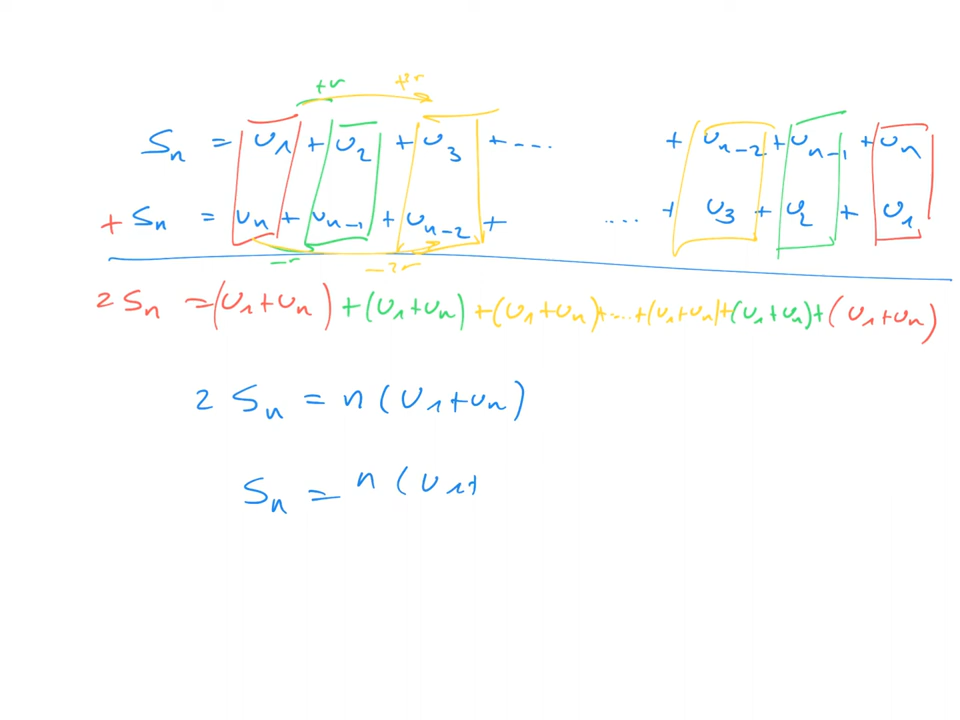 +r +2r
Sn = U1 + U2 + U3 + .... + Un-2 + Un-1 + Un
+ Sn = Un + Un-1 + Un-2 + .... + U3 + U2 + U1
-r -2r
2 Sn = (U1+Un) + (U1+Un) + (U1+Un) + .... + (U1+Un) + (U1+Un) + (U1+Un)
2 Sn = n (U1+Un)
Sn = n (U1+